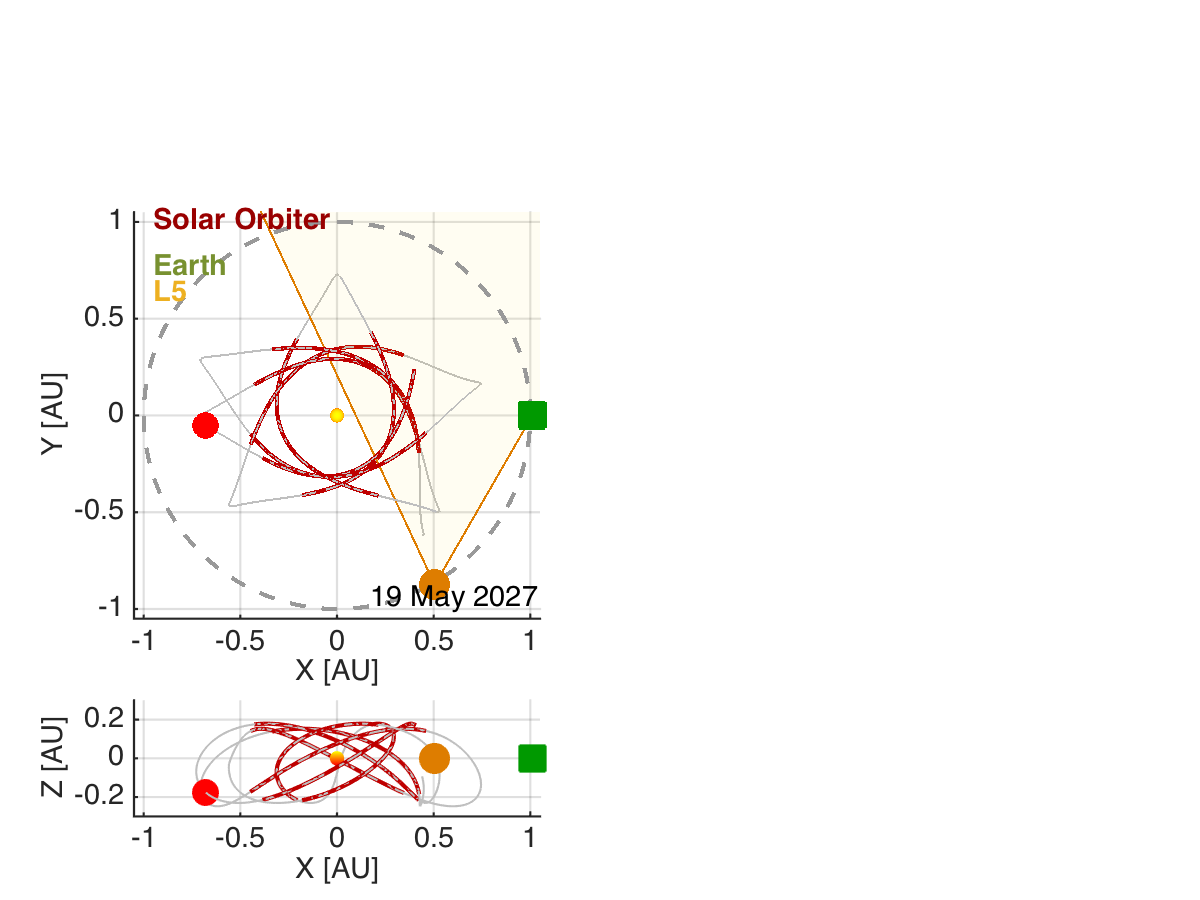 Solar Orbiter
Earth
L5
1
0.5
0
-0.5
-1
Y [AU]
19 May 2027
-1 -0.5 0 0.5 1
X [AU]
0.2
0
-0.2
Z [AU]
-1 -0.5 0 0.5 1
X [AU]